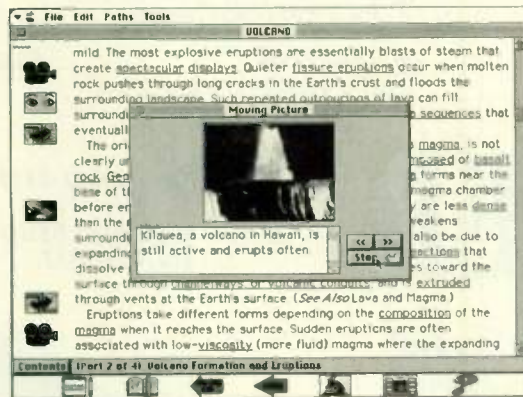 File Edit Paths Tools
VOLCANO
mild. The most explosive eruptions are essentially blasts of steam that
create spectacular displays. Quieter fissure eruptions occur when molten
rock pushes through long cracks in the Earth's crust and floods the
surrounding landscape. Such repeated outpourings of lava can fill
surround
sequences that
eventuall
Moving Picture
The ori
magma, is not
clearly un
composed of basalt
rock Gen
forms near the
base of th
magma chamber
before er
y are less dense
than the
weakens
surround
also be due to
expandin
actions that
dissolve
es toward the
Kilawea, a volcano in Hawaii, is
still active and erupts often
<< >>
Stop
surface through channelways or volcanic conduits, and is extruded
through vents at the Earth's surface (See Also Lava and Magma.)
Eruptions take different forms depending on the composition of the
magma when it reaches the surface. Sudden eruptions are often
associated with low-viscosity (more fluid) magma where the expanding
Contents (Part 2 of 4) Volcano Formation and Eruptions